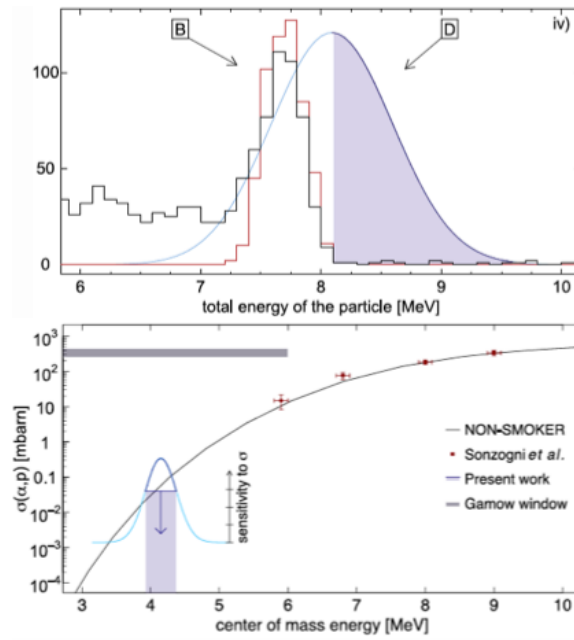 iv)
B
D
100
50
0
6 7 8 9 10
total energy of the particle [MeV]
σ(α,p) [mbarn]
10³
10²
10
1
0.1
10⁻²
10⁻³
10⁻⁴
sensitivity to σ
NON-SMOKER
Sonzogni et al.
Present work
Gamow window
3 4 5 6 7 8 9 10
center of mass energy [MeV]